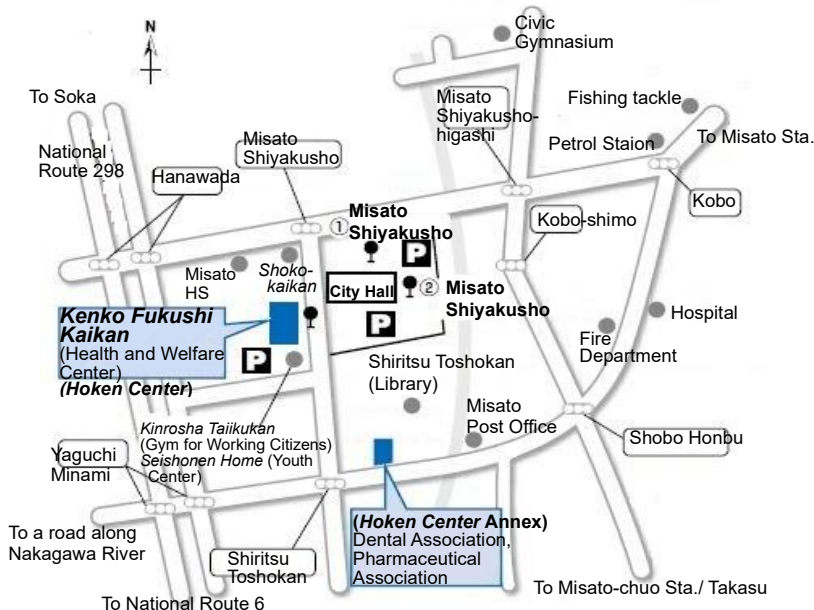 N
Civic
Gymnasium
To Soka
Misato
Shiyakusho-
higashi
Fishing tackle
Petrol Staion
To Misato Sta.
National
Route 298
Misato
Shiyakusho
Hanawada
Kobo
① Misato
Shiyakusho
Kobo-shimo
P
Misato
HS
Shoko-
kaikan
City Hall
② Misato
Shiyakusho
Kenko Fukushi
Kaikan
(Health and Welfare
Center)
(Hoken Center)
P
P
Hospital
Fire
Department
Shiritsu Toshokan
(Library)
Misato
Post Office
Kinrosha Taiikukan
(Gym for Working Citizens)
Seishonen Home (Youth
Center)
Shobo Honbu
Yaguchi
Minami
To a road along
Nakagawa River
(Hoken Center Annex)
Dental Association,
Pharmaceutical
Association
Shiritsu
Toshokan
To Misato-chuo Sta./ Takasu
To National Route 6